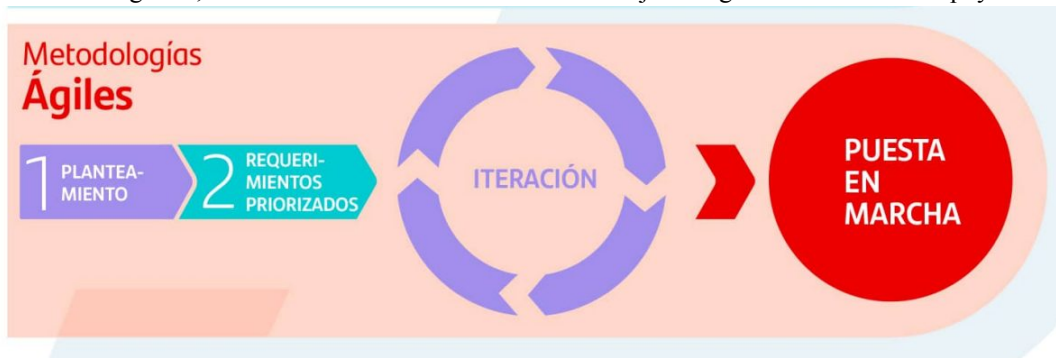 Metodologías
Ágiles
1 PLANTEA-
MIENTO
2 REQUERI-
MIENTOS
PRIORIZADOS
ITERACIÓN
PUESTA
EN
MARCHA